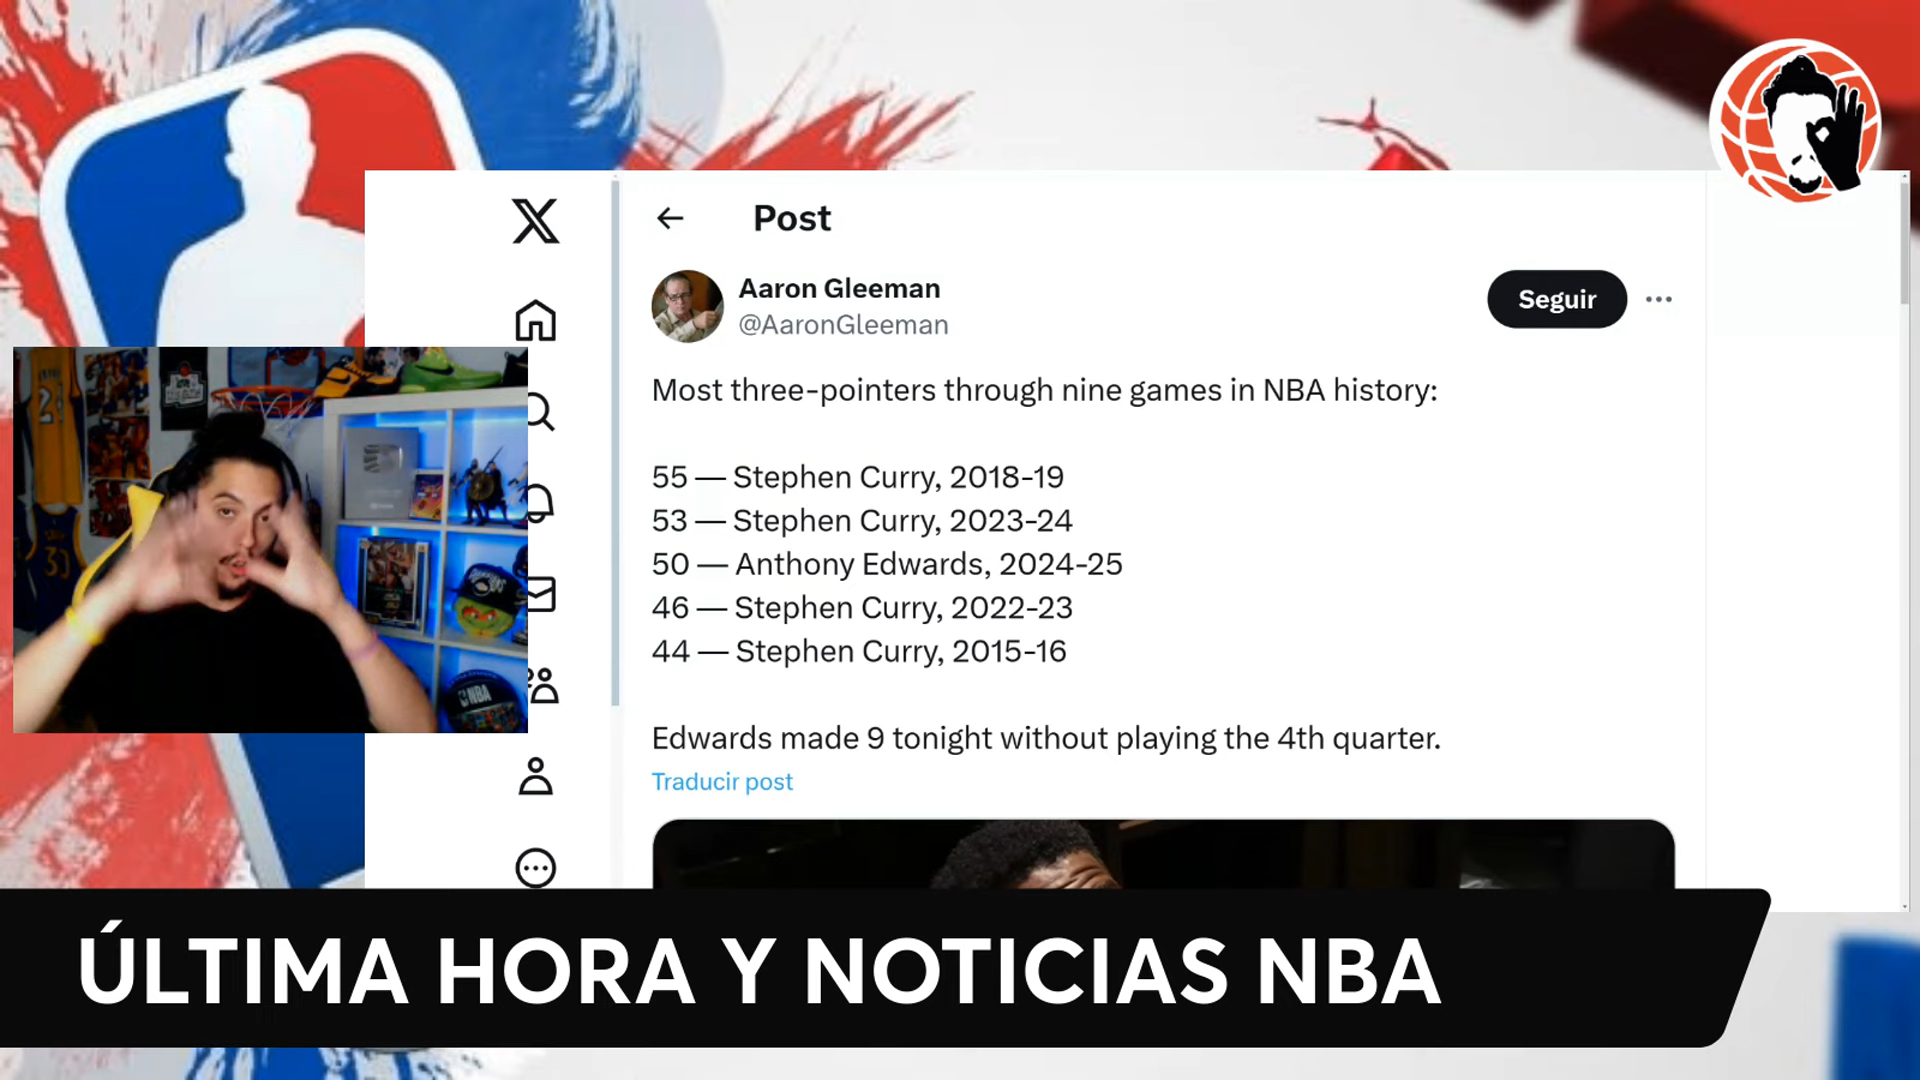 Post
Aaron Gleeman
@AaronGleeman
Seguir
Most three-pointers through nine games in NBA history:
55 — Stephen Curry, 2018-19
53 — Stephen Curry, 2023-24
50 — Anthony Edwards, 2024-25
46 — Stephen Curry, 2022-23
44 — Stephen Curry, 2015-16
Edwards made 9 tonight without playing the 4th quarter.
Traducir post
NBA
ÚLTIMA HORA Y NOTICIAS NBA